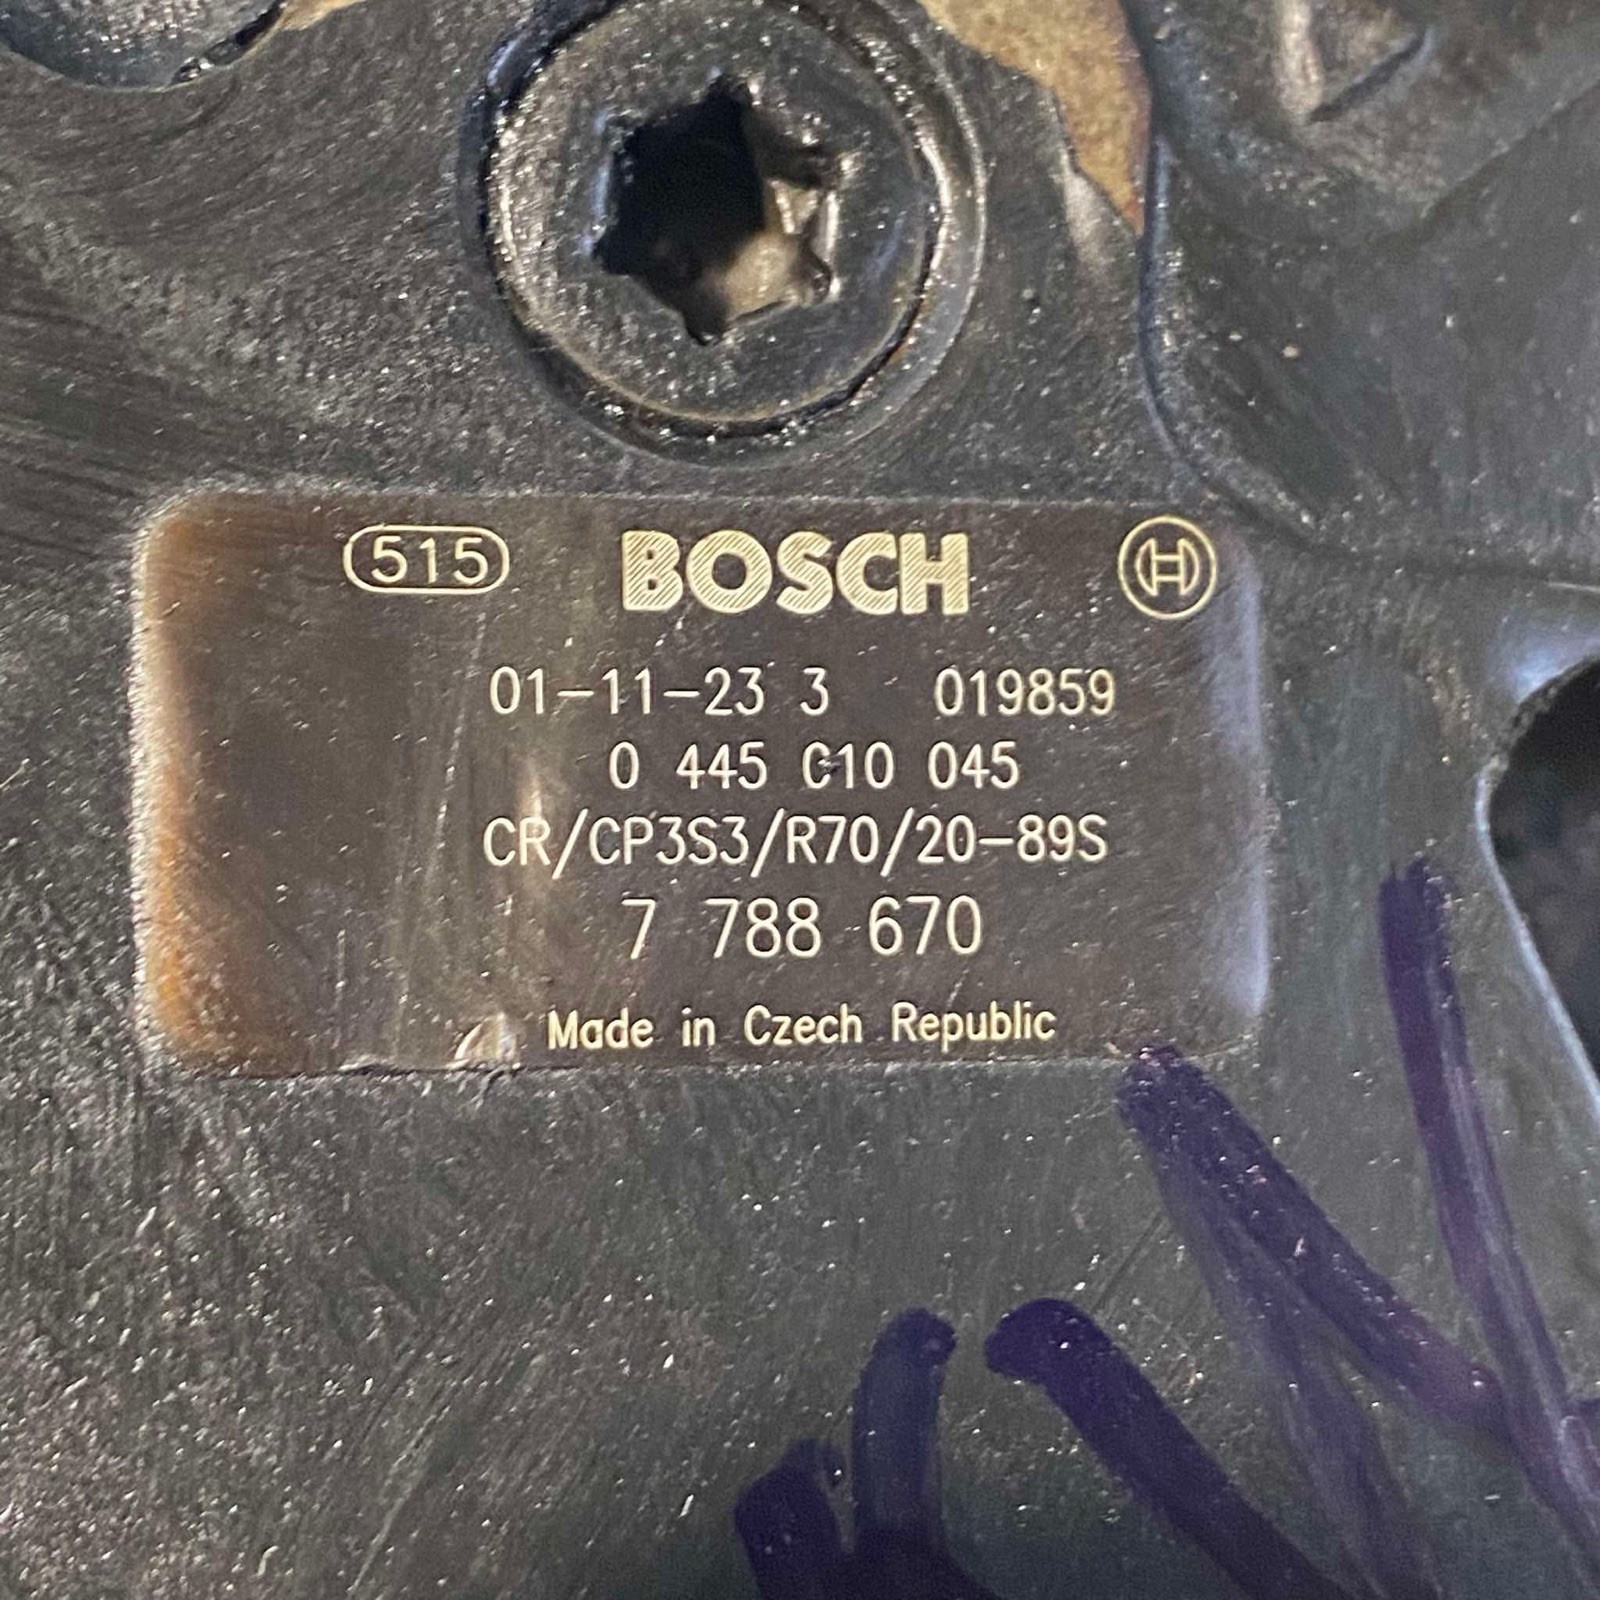 515 BOSCH
01-11-23 3 019859
0 445 010 045
CR/CP3S3/R70/20-89S
7 788 670
Made in Czech Republic